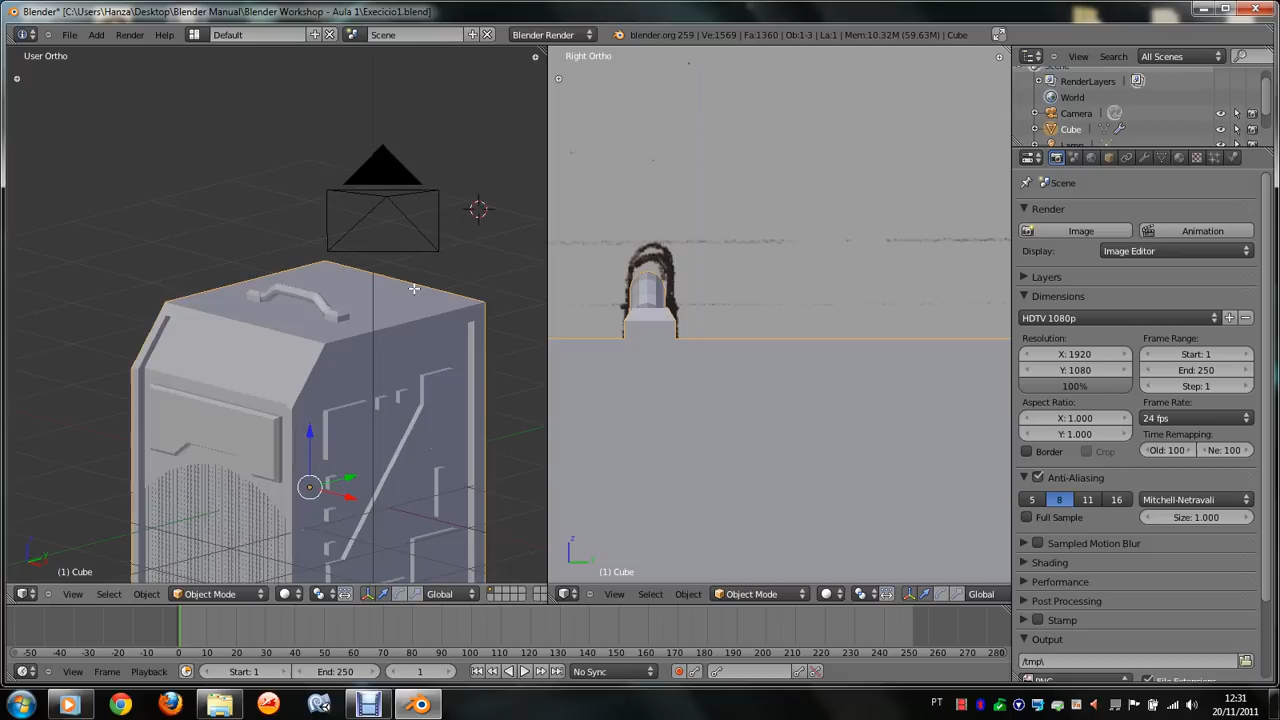 Blender* [C:\Users\Hanza\Desktop\Blender Manual\Blender Workshop - Aula 1\Execicio1.blend]
File Add Render Help Default Scene Blender Render blender.org 259 | Ve:1569 | Fa:1360 | Ob:1-3 | La:1 | Mem:10.32M (59.63M) | Cube View Search All Scenes
User Ortho Right Ortho
RenderLayers
World
Camera
Cube
Lamp
Scene
Render
Image Animation
Display: Image Editor
Layers
Dimensions
HDTV 1080p
Resolution: Frame Range:
X: 1920 Start: 1
Y: 1080 End: 250
100% Step: 1
Aspect Ratio: Frame Rate:
X: 1.000 24 fps
Y: 1.000 Time Remapping:
Border Crop Old: 100 Ne: 100
Anti-Aliasing
5 8 11 16 Mitchell-Netravali
Full Sample Size: 1.000
Sampled Motion Blur
Shading
Performance
Post Processing
Stamp
Output
/tmp\
z
z
(1) Cube (1) Cube
View Select Object Object Mode Global View Select Object Object Mode Global
-50 -40 -30 -20 -10 0 10 20 30 40 50 60 70 80 90 100 110 120 130 140 150 160 170 180 190 200 210 220 230 240 250 260 270 280
View Frame Playback Start: 1 End: 250 1 No Sync
PT 12:31
20/11/2011